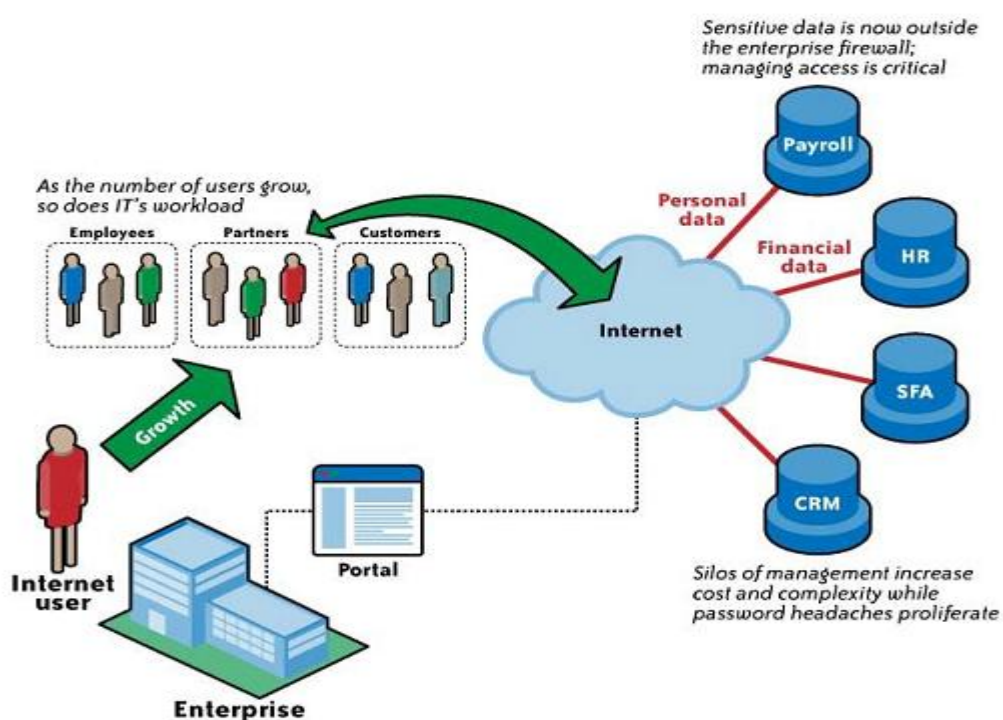 Sensitive data is now outside
the enterprise firewall;
managing access is critical
Payroll
As the number of users grow,
so does IT's workload
Employees
Partners
Customers
Personal
data
Financial
data
HR
Internet
SFA
Growth
CRM
Portal
Internet
user
Silos of management increase
cost and complexity while
password headaches proliferate
Enterprise